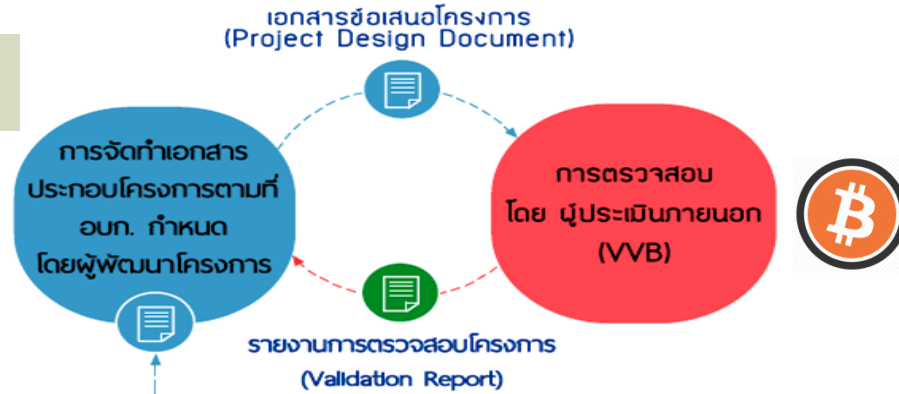 เอกสารข้อเสนอโครงการ
(Project Design Document)
การจัดทำเอกสาร
ประกอบโครงการตามที่
อบก. กำหนด
โดยผู้พัฒนาโครงการ
การตรวจสอบ
โดย ผู้ประเมินภายนอก
(VVB)
รายงานการตรวจสอบโครงการ
(Validation Report)